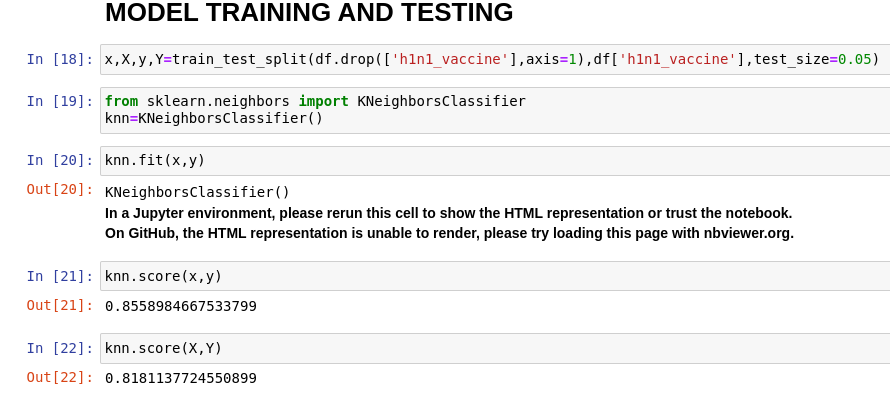 MODEL TRAINING AND TESTING
In [18]: x,X,y,Y=train_test_split(df.drop(['h1n1_vaccine'],axis=1),df['h1n1_vaccine'],test_size=0.05)
In [19]: from sklearn.neighbors import KNeighborsClassifier
knn=KNeighborsClassifier()
In [20]: knn.fit(x,y)
Out[20]: KNeighborsClassifier()
In a Jupyter environment, please rerun this cell to show the HTML representation or trust the notebook.
On GitHub, the HTML representation is unable to render, please try loading this page with nbviewer.org.
In [21]: knn.score(x,y)
Out[21]: 0.8558984667533799
In [22]: knn.score(X,Y)
Out[22]: 0.8181137724550899